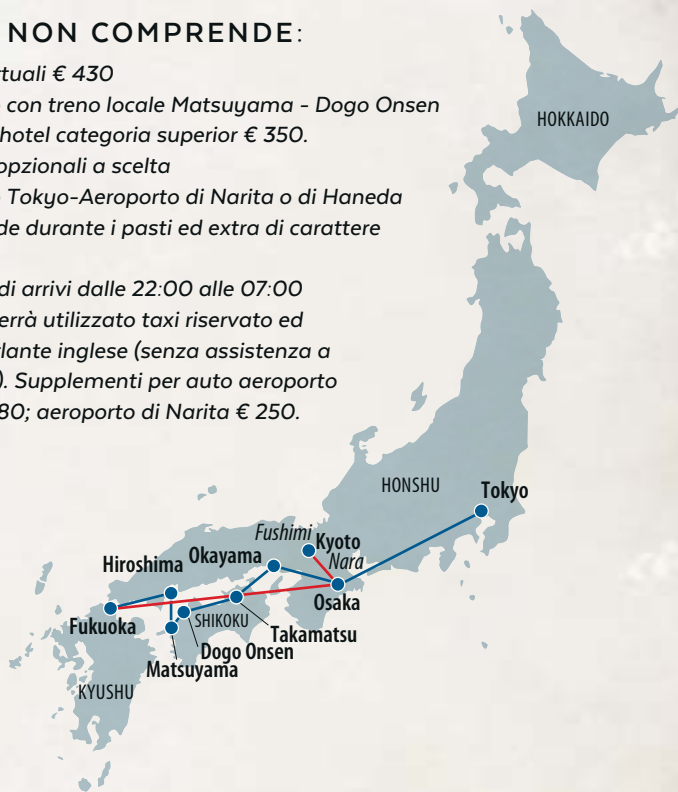 NON COMPRENDE:
rtuali € 430
con treno locale Matsuyama - Dogo Onsen
hotel categoria superior € 350.
opzionali a scelta
Tokyo-Aeroporto di Narita o di Haneda
de durante i pasti ed extra di carattere
di arrivi dalle 22:00 alle 07:00
errà utilizzato taxi riservato ed
rlante inglese (senza assistenza a
). Supplementi per auto aeroporto
80; aeroporto di Narita € 250.
HOKKAIDO
HONSHU
Tokyo
Fushimi
Kyoto
Nara
Hiroshima
Okayama
Osaka
Fukuoka
SHIKOKU
Takamatsu
Dogo Onsen
Matsuyama
KYUSHU